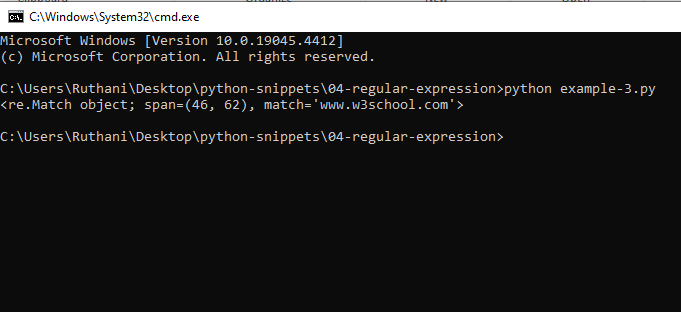 C:\Windows\System32\cmd.exe
Microsoft Windows [Version 10.0.19045.4412]
(c) Microsoft Corporation. All rights reserved.
C:\Users\Ruthani\Desktop\python-snippets\04-regular-expression>python example-3.py
<re.Match object; span=(46, 62), match='www.w3school.com'>
C:\Users\Ruthani\Desktop\python-snippets\04-regular-expression>